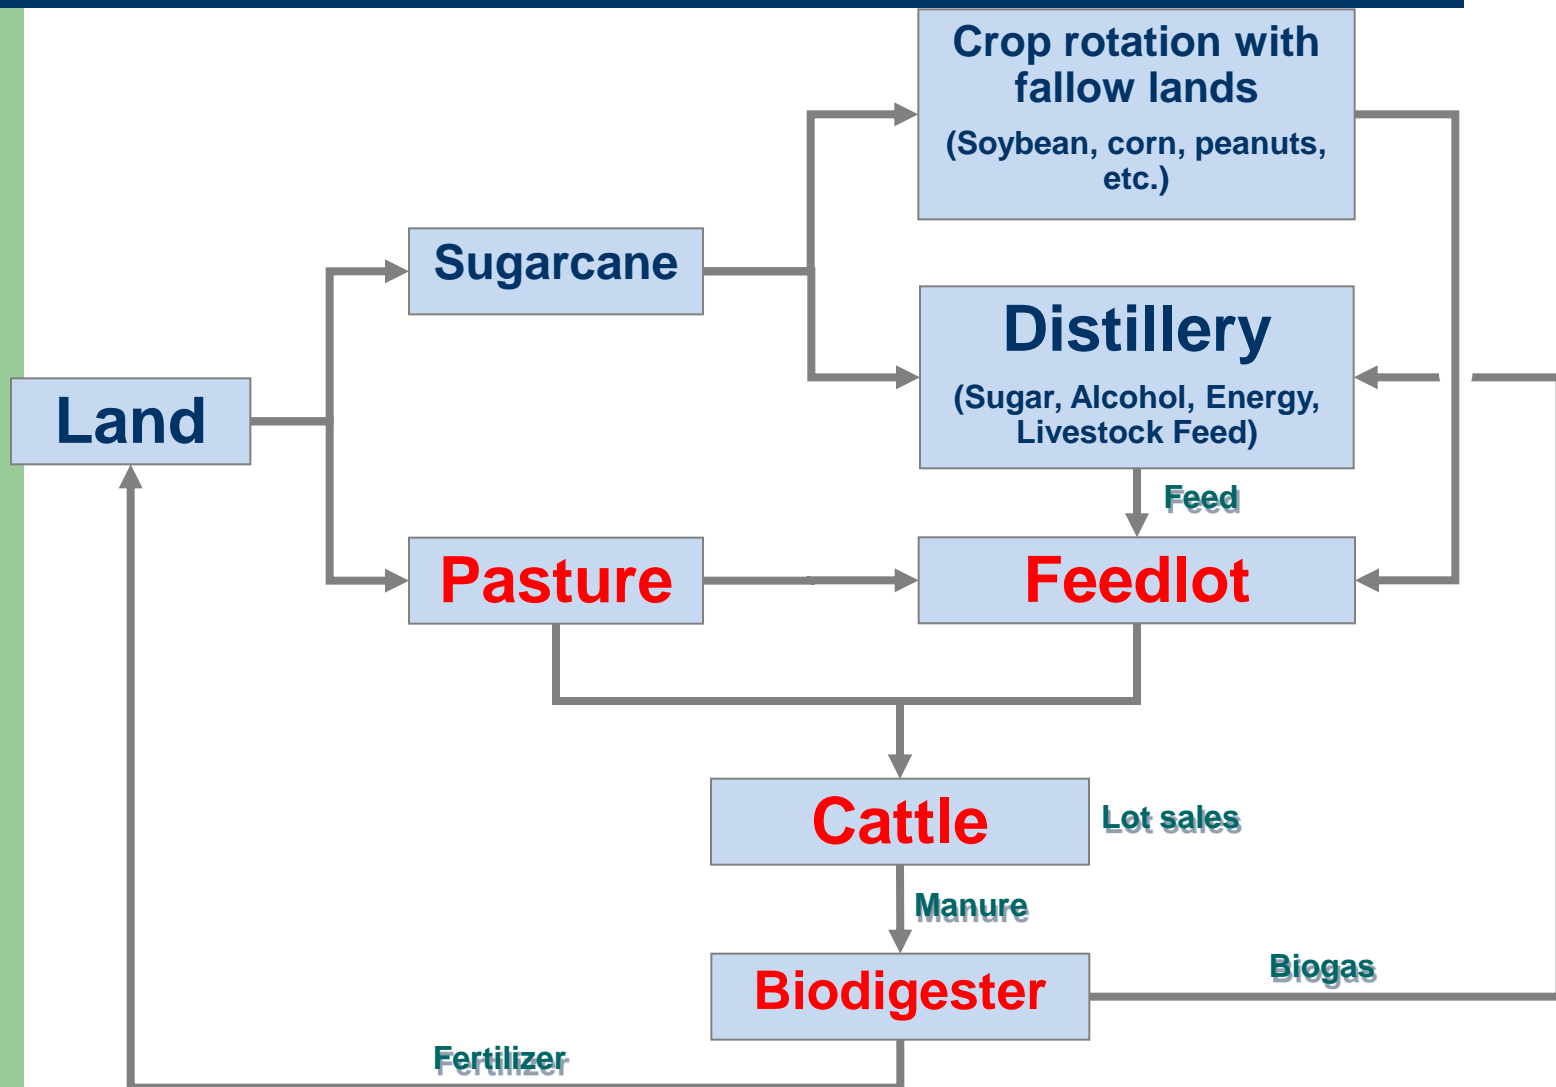 Crop rotation with
fallow lands
(Soybean, corn, peanuts,
etc.)
Sugarcane
Distillery
(Sugar, Alcohol, Energy,
Livestock Feed)
Land
Feed
Pasture
Feedlot
Cattle
Lot sales
Manure
Biodigester
Biogas
Fertilizer